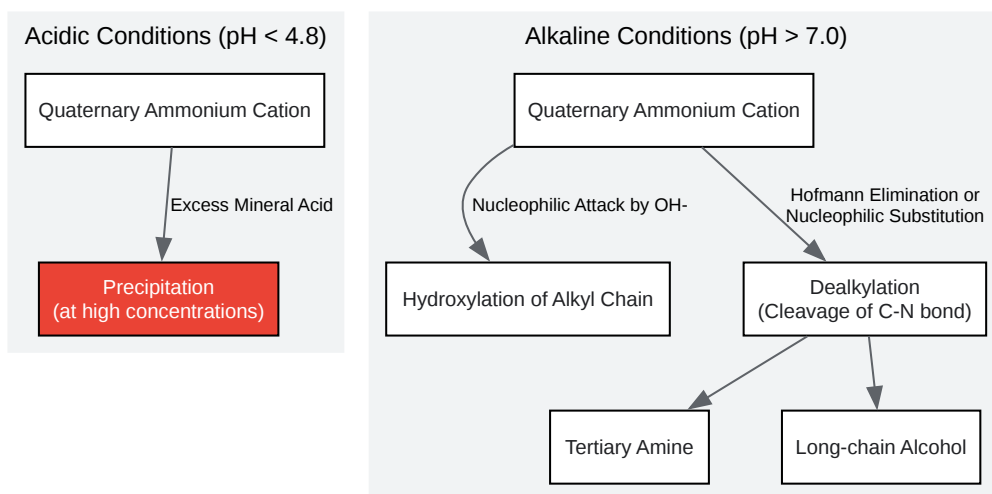 Acidic Conditions (pH < 4.8)
Quaternary Ammonium Cation
Excess Mineral Acid
Precipitation
(at high concentrations)
Alkaline Conditions (pH > 7.0)
Quaternary Ammonium Cation
Nucleophilic Attack by OH-
Hofmann Elimination or
Nucleophilic Substitution
Hydroxylation of Alkyl Chain
Dealkylation
(Cleavage of C-N bond)
Tertiary Amine
Long-chain Alcohol